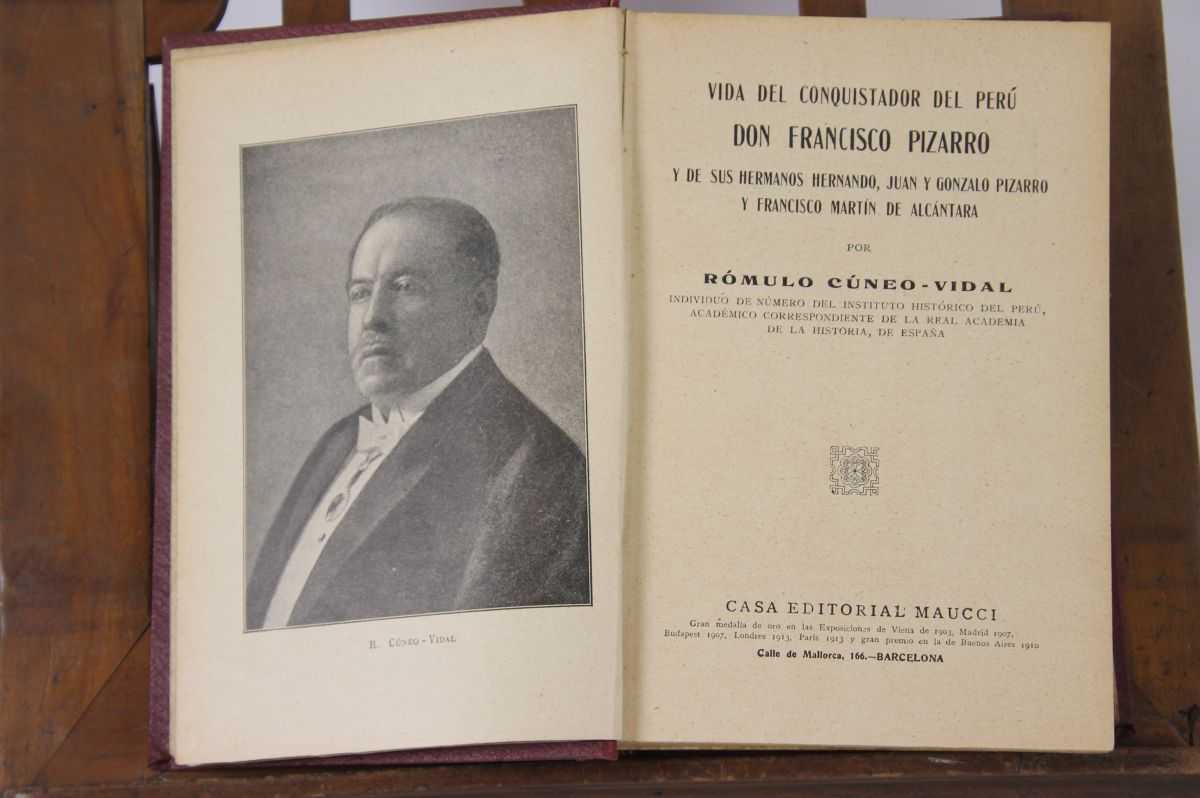 R. CÚNEO-VIDAL
VIDA DEL CONQUISTADOR DEL PERÚ
DON FRANCISCO PIZARRO
Y DE SUS HERMANOS HERNANDO, JUAN Y GONZALO PIZARRO
Y FRANCISCO MARTÍN DE ALCÁNTARA
POR
RÓMULO CÚNEO-VIDAL
INDIVIDUO DE NÚMERO DEL INSTITUTO HISTÓRICO DEL PERÚ,
ACADÉMICO CORRESPONDIENTE DE LA REAL ACADEMIA
DE LA HISTORIA, DE ESPAÑA
CASA EDITORIAL MAUCCI
Gran medalla de oro en las Exposiciones de Viena de 1903, Madrid 1907,
Budapest 1907, Londres 1913, París 1913 y gran premio en la de Buenos Aires 1910
Calle de Mallorca, 166.—BARCELONA